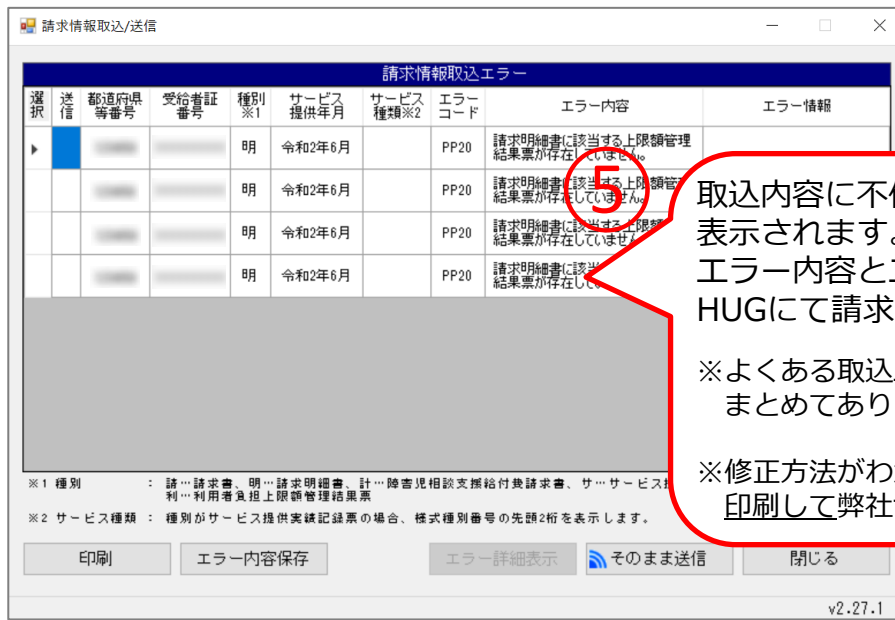 請求情報取込/送信
請求情報取込エラー
選択 送信 都道府県等番号 受給者証番号 種別※1 サービス提供年月 サービス種類※2 エラーコード エラー内容 エラー情報
明 令和2年6月 PP20 請求明細書に該当する上限額管理
結果票が存在していません。
明 令和2年6月 PP20 請求明細書に該当する上限額管理
結果票が存在していません。
明 令和2年6月 PP20 請求明細書に該当する上限額
結果票が存在していません
明 令和2年6月 PP20 請求明細書に該当
結果票が存在して
⑤
取込内容に不
表示されます。
エラー内容と
HUGにて請求
※よくある取込
まとめてあり
※修正方法がわ
印刷して弊社
※1 種別 : 請…請求書、明…請求明細書、計…障害児相談支援給付費請求書、サ…サービス
利…利用者負担上限額管理結果票
※2 サービス種類 : 種別がサービス提供実績記録票の場合、様式種別番号の先頭2桁を表示します。
印刷 エラー内容保存 エラー詳細表示 そのまま送信 閉じる
v2.27.1